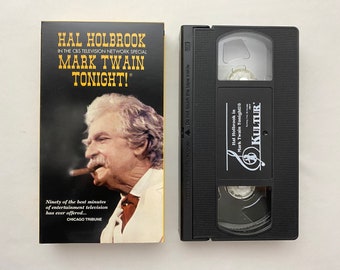 HAL HOLBROOK
IN THE CBS TELEVISION NETWORK SPECIAL
MARK TWAIN
TONIGHT!®
Ninety of the best minutes
of entertainment television
has ever offered...
CHICAGO TRIBUNE
Hal Holbrook in
Mark Twain Tonight!®
KULTUR